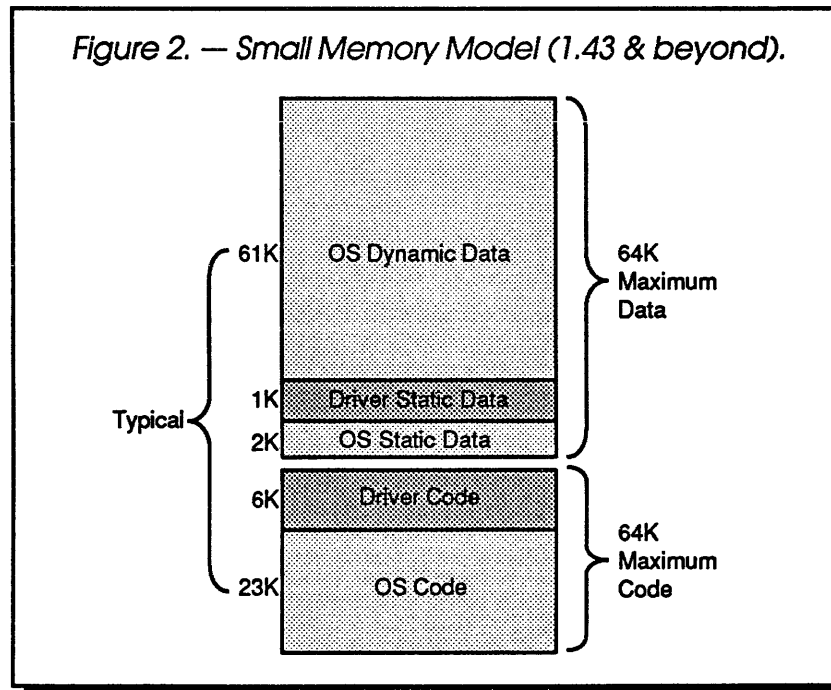 Figure 2. — Small Memory Model (1.43 & beyond).
61K
OS Dynamic Data
64K
Maximum
Data
1K
Driver Static Data
Typical
2K
OS Static Data
6K
Driver Code
64K
Maximum
Code
23K
OS Code